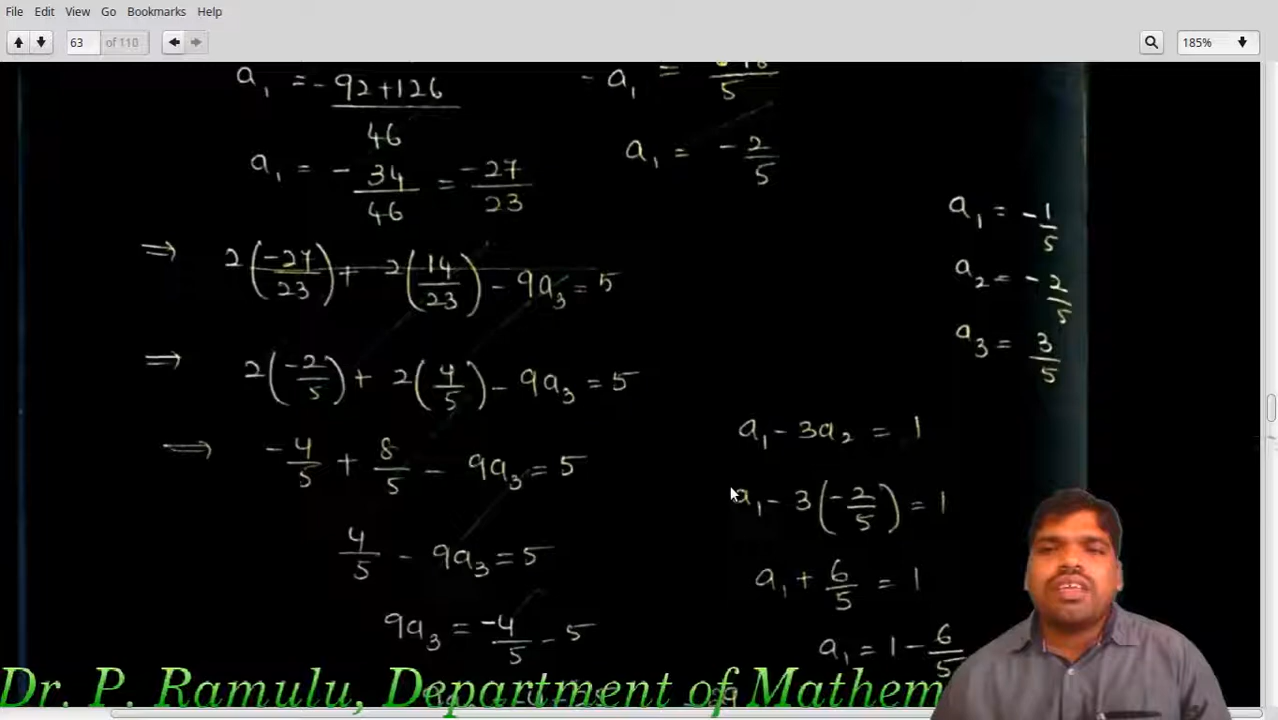 File Edit View Go Bookmarks Help
63 of 110 185%
a₁ = -92+126/46
-a₁ = /5
a₁ = -34/46 = -27/23
a₁ = -2/5
a₁ = -1/5
a₂ = -2/5
a₃ = 3/5
⇒ 2(-27/23) + 2(14/23) - 9a₃ = 5
⇒ 2(-2/5) + 2(4/5) - 9a₃ = 5
⇒ -4/5 + 8/5 - 9a₃ = 5
4/5 - 9a₃ = 5
9a₃ = -4/5 - 5
a₁ - 3a₂ = 1
a₁ - 3(-2/5) = 1
a₁ + 6/5 = 1
a₁ = 1 - 6/5
Dr. P. Ramulu, Department of Mathem